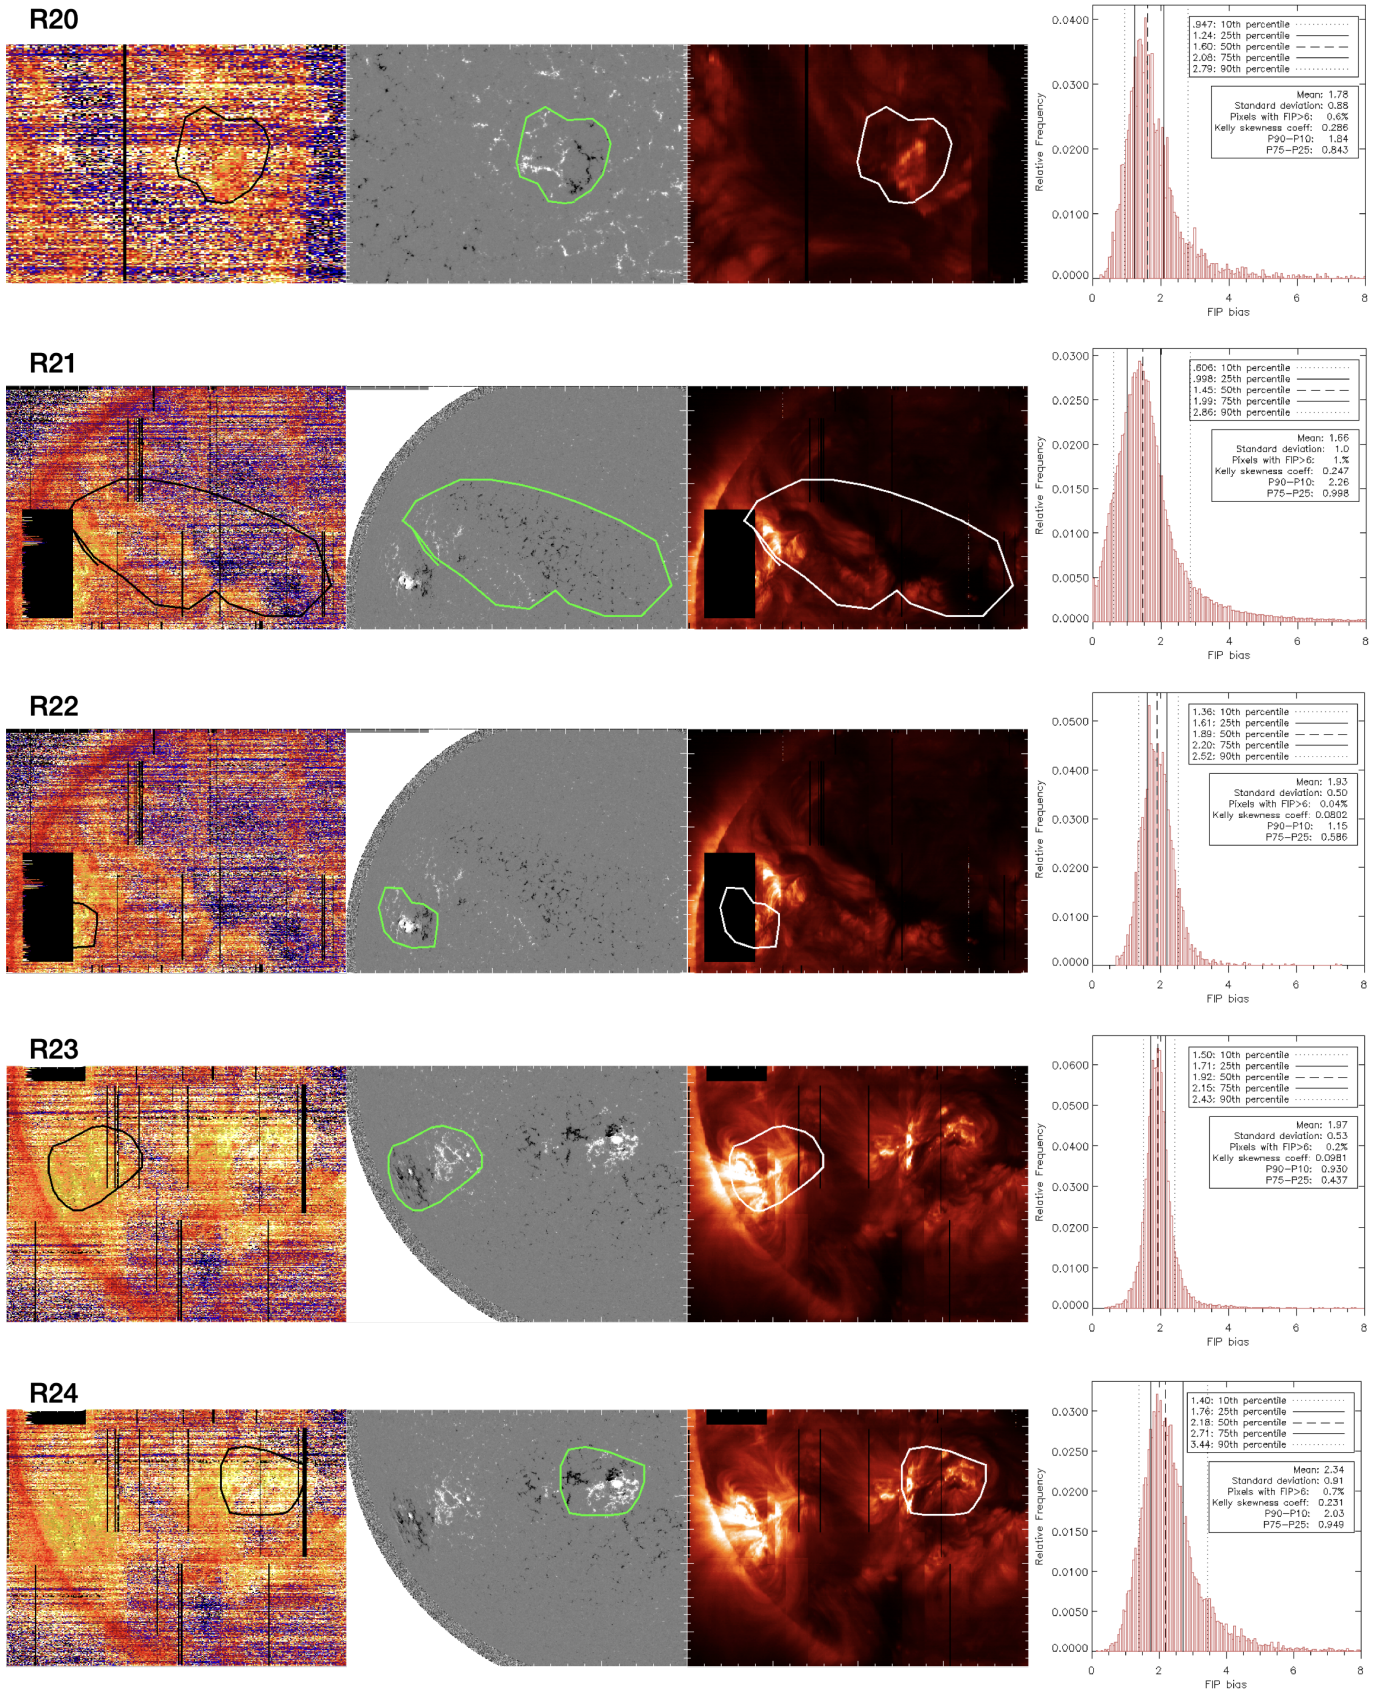 R20
.947: 10th percentile
1.24: 25th percentile
1.60: 50th percentile
2.08: 75th percentile
2.79: 90th percentile
Mean: 1.78
Standard deviation: 0.88
Pixels with FIP>6: 0.6%
Kelly skewness coeff: 0.286
P90-P10: 1.84
P75-P25: 0.843
Relative Frequency
0.0400
0.0300
0.0200
0.0100
0.0000
0 2 4 6 8
FIP bias
R21
.606: 10th percentile
.998: 25th percentile
1.45: 50th percentile
1.99: 75th percentile
2.86: 90th percentile
Mean: 1.66
Standard deviation: 1.0
Pixels with FIP>6: 1.%
Kelly skewness coeff: 0.247
P90-P10: 2.26
P75-P25: 0.998
Relative Frequency
0.0300
0.0250
0.0200
0.0150
0.0100
0.0050
0.0000
0 2 4 6 8
FIP bias
R22
1.36: 10th percentile
1.61: 25th percentile
1.89: 50th percentile
2.20: 75th percentile
2.52: 90th percentile
Mean: 1.93
Standard deviation: 0.50
Pixels with FIP>6: 0.04%
Kelly skewness coeff: 0.0802
P90-P10: 1.15
P75-P25: 0.586
Relative Frequency
0.0500
0.0400
0.0300
0.0200
0.0100
0.0000
0 2 4 6 8
FIP bias
R23
1.50: 10th percentile
1.71: 25th percentile
1.92: 50th percentile
2.15: 75th percentile
2.43: 90th percentile
Mean: 1.97
Standard deviation: 0.53
Pixels with FIP>6: 0.2%
Kelly skewness coeff: 0.0981
P90-P10: 0.930
P75-P25: 0.437
Relative Frequency
0.0600
0.0500
0.0400
0.0300
0.0200
0.0100
0.0000
0 2 4 6 8
FIP bias
R24
1.40: 10th percentile
1.76: 25th percentile
2.18: 50th percentile
2.71: 75th percentile
3.44: 90th percentile
Mean: 2.34
Standard deviation: 0.91
Pixels with FIP>6: 0.7%
Kelly skewness coeff: 0.231
P90-P10: 2.03
P75-P25: 0.949
Relative Frequency
0.0300
0.0250
0.0200
0.0150
0.0100
0.0050
0.0000
0 2 4 6 8
FIP bias